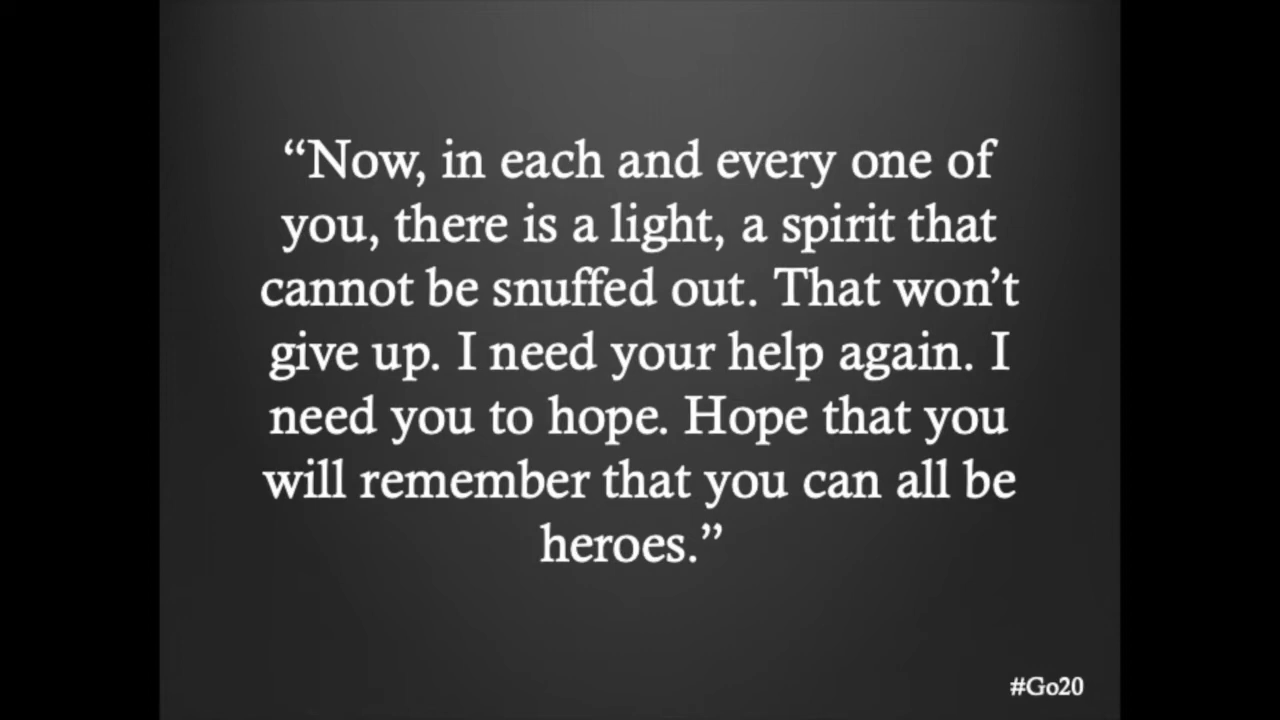 “Now, in each and every one of
you, there is a light, a spirit that
cannot be snuffed out. That won’t
give up. I need your help again. I
need you to hope. Hope that you
will remember that you can all be
heroes.”
#Go20